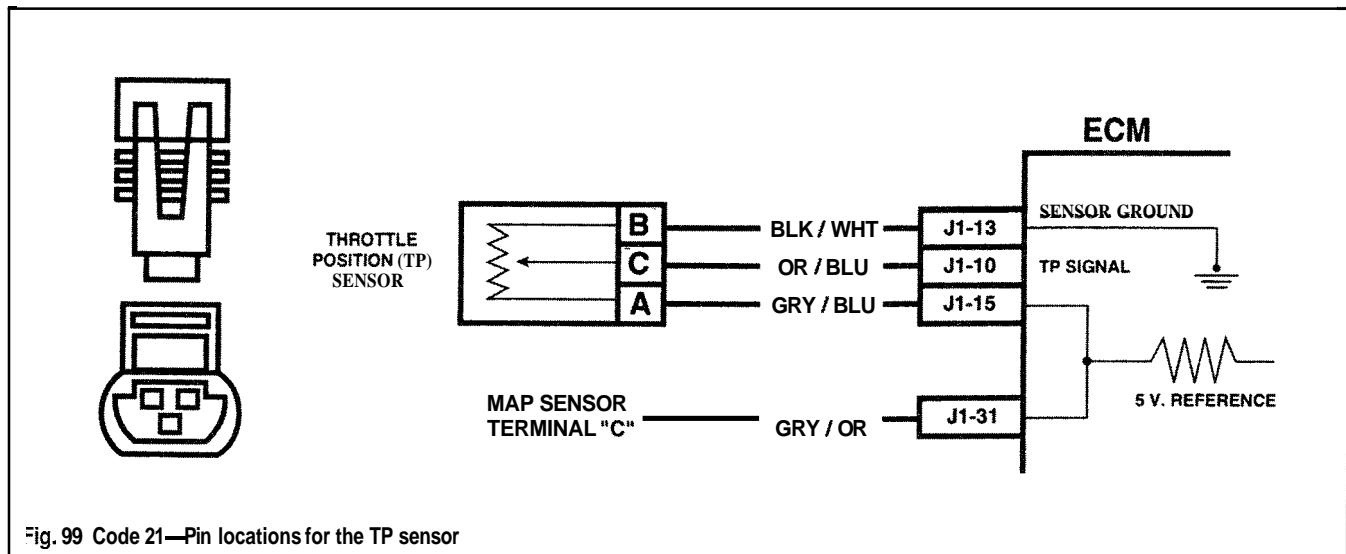 ECM
THROTTLE
POSITION (TP)
SENSOR
B
C
A
BLK / WHT
OR / BLU
GRY / BLU
J1-13
J1-10
J1-15
SENSOR GROUND
TP SIGNAL
5 V. REFERENCE
MAP SENSOR
TERMINAL "C"
GRY / OR
J1-31
Fig. 99 Code 21—Pin locations for the TP sensor